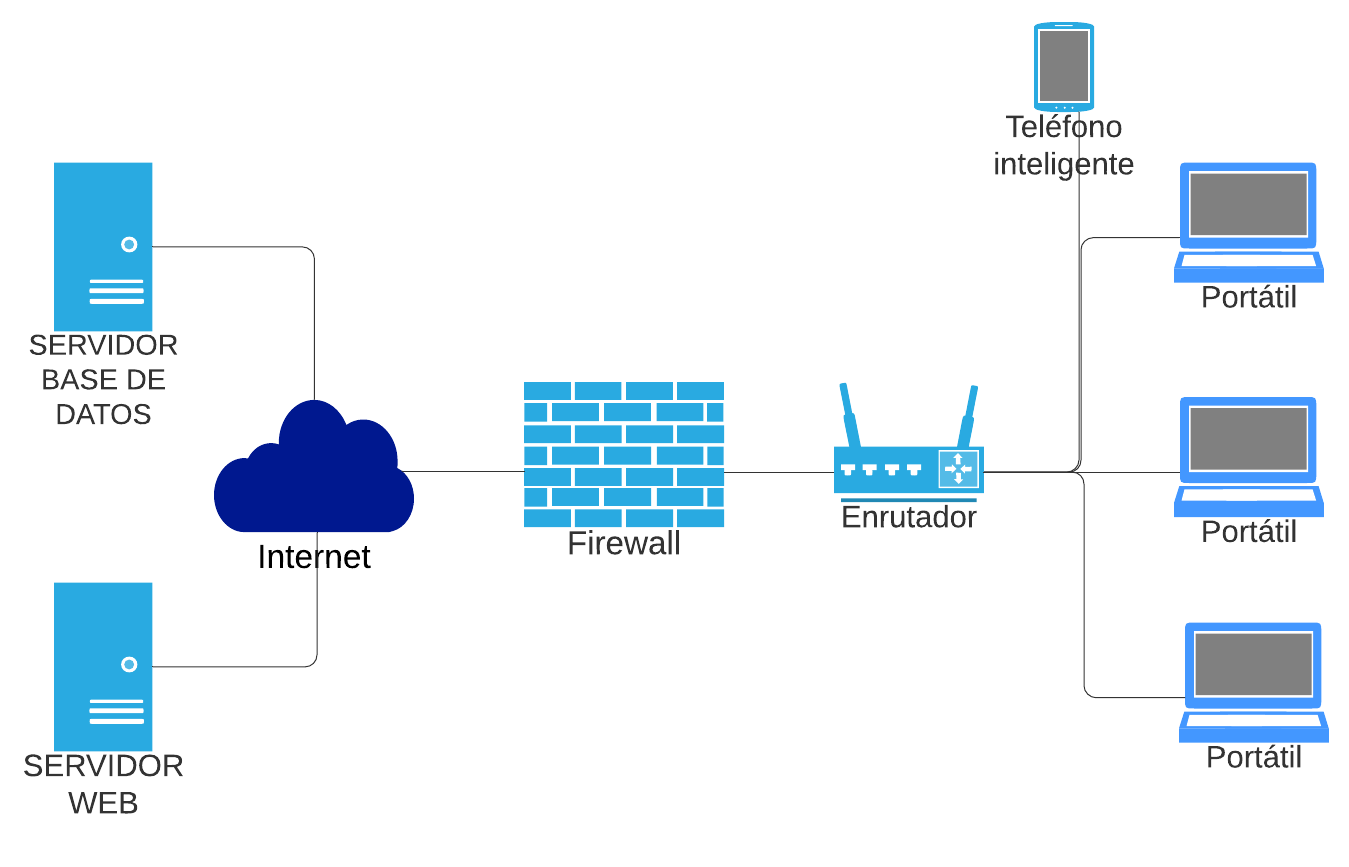 Teléfono
inteligente
Portátil
SERVIDOR
BASE DE
DATOS
Internet
Firewall
Enrutador
Portátil
SERVIDOR
WEB
Portátil